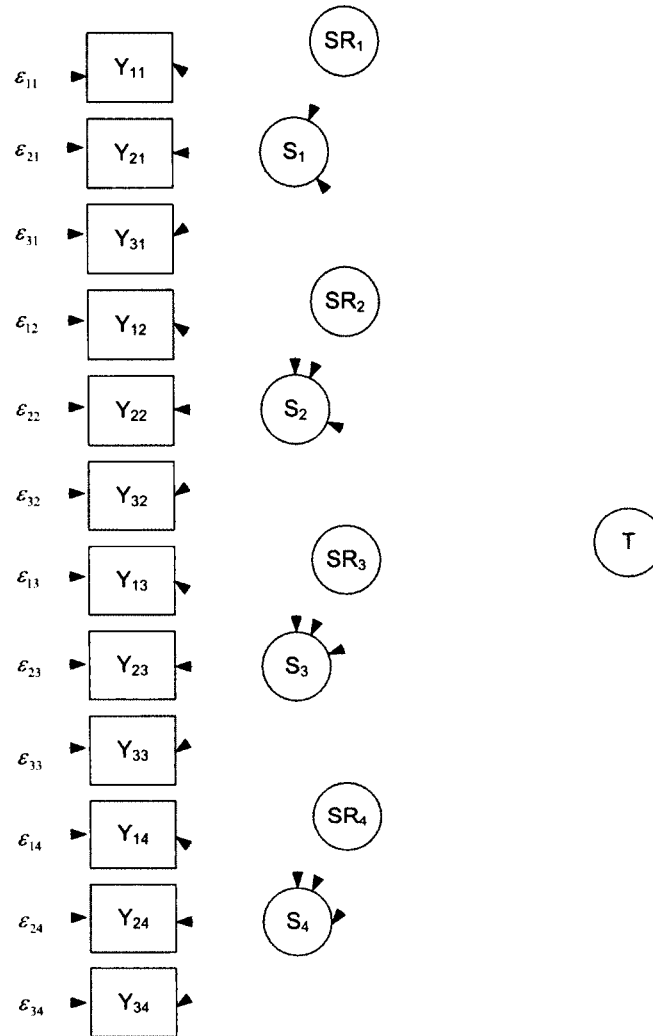 SR₁
ε₁₁ Y₁₁
ε₂₁ Y₂₁ S₁
ε₃₁ Y₃₁
SR₂
ε₁₂ Y₁₂
ε₂₂ Y₂₂ S₂
ε₃₂ Y₃₂
T
SR₃
ε₁₃ Y₁₃
ε₂₃ Y₂₃ S₃
ε₃₃ Y₃₃
SR₄
ε₁₄ Y₁₄
ε₂₄ Y₂₄ S₄
ε₃₄ Y₃₄